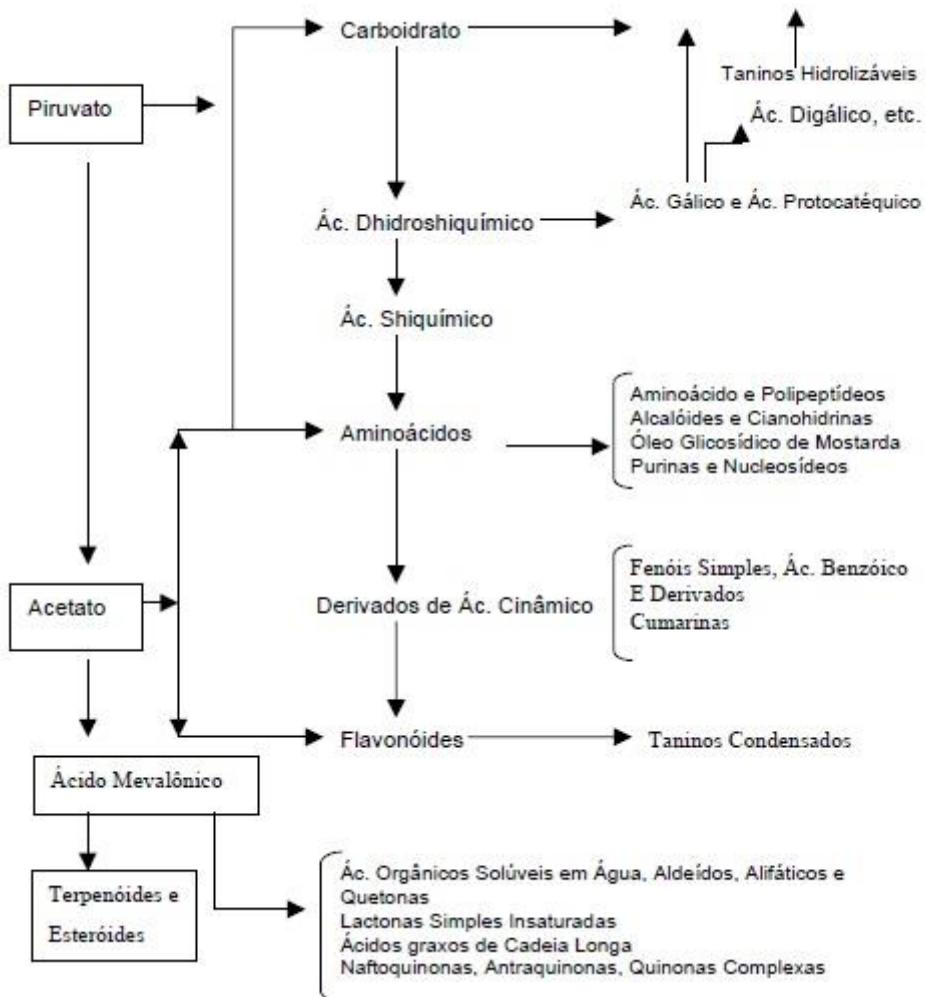 Carboidrato
Taninos Hidrolizáveis
Piruvato
Ác. Digálico, etc.
Ác. Gálico e Ác. Protocatéquico
Ác. Dhidroshiquímico
Ác. Shiquímico
Aminoácidos
Aminoácido e Polipeptídeos
Alcalóides e Cianohidrinas
Óleo Glicosídico de Mostarda
Purinas e Nucleosídeos
Acetato
Derivados de Ác. Cinâmico
Fenóis Simples, Ác. Benzóico
E Derivados
Cumarinas
Flavonóides
Taninos Condensados
Ácido Mevalônico
Terpenóides e
Esteróides
Ác. Orgânicos Solúveis em Água, Aldeídos, Alifáticos e
Quetonas
Lactonas Simples Insaturadas
Ácidos graxos de Cadeia Longa
Naftoquinonas, Antraquinonas, Quinonas Complexas